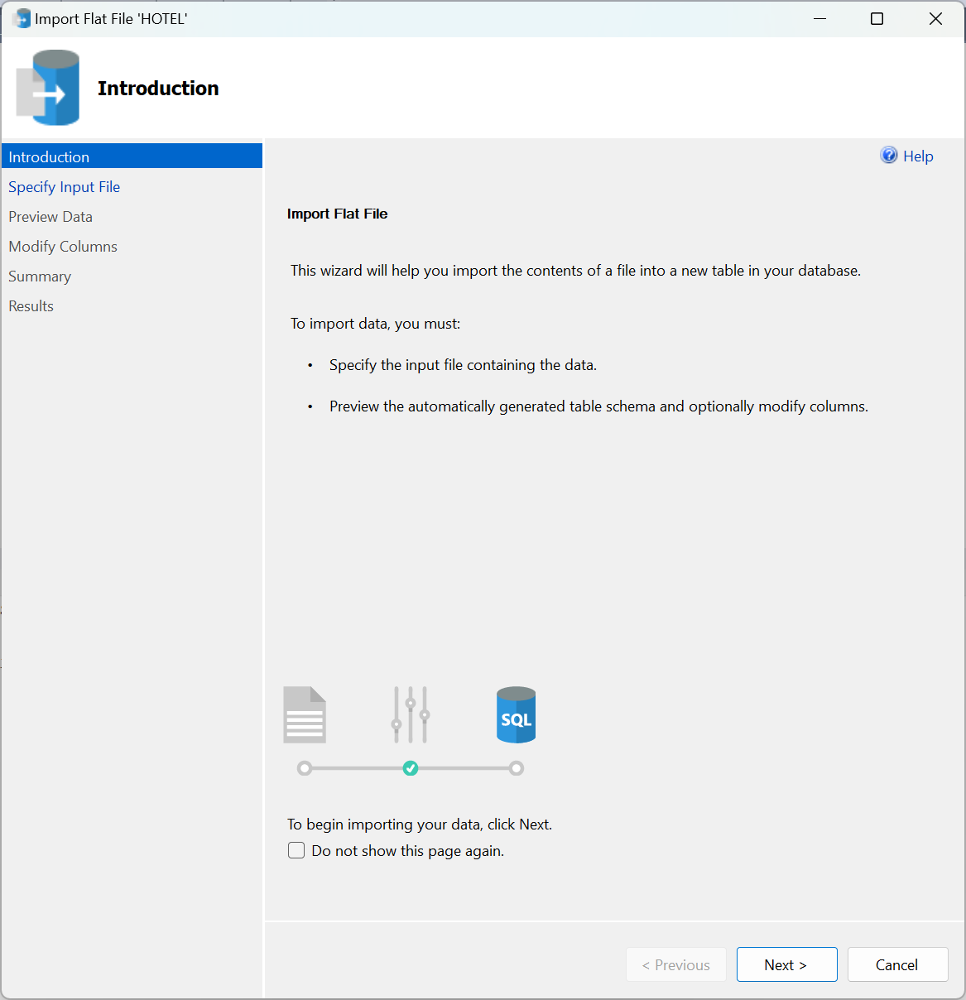 Import Flat File 'HOTEL'
Introduction
Introduction
Specify Input File
Preview Data
Modify Columns
Summary
Results
Help
Import Flat File
This wizard will help you import the contents of a file into a new table in your database.
To import data, you must:
• Specify the input file containing the data.
• Preview the automatically generated table schema and optionally modify columns.
SQL
To begin importing your data, click Next.
Do not show this page again.
< Previous
Next >
Cancel